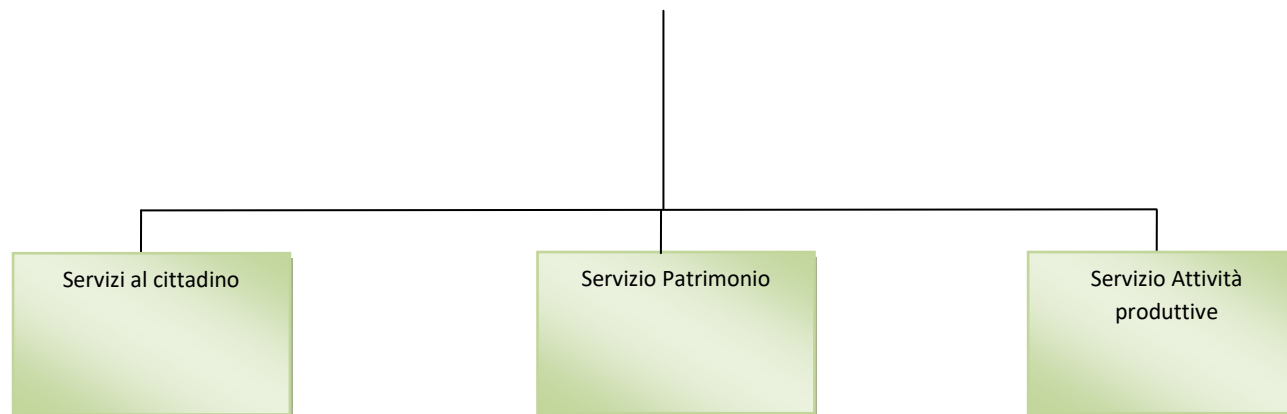 Servizi al cittadino
Servizio Patrimonio
Servizio Attività
produttive